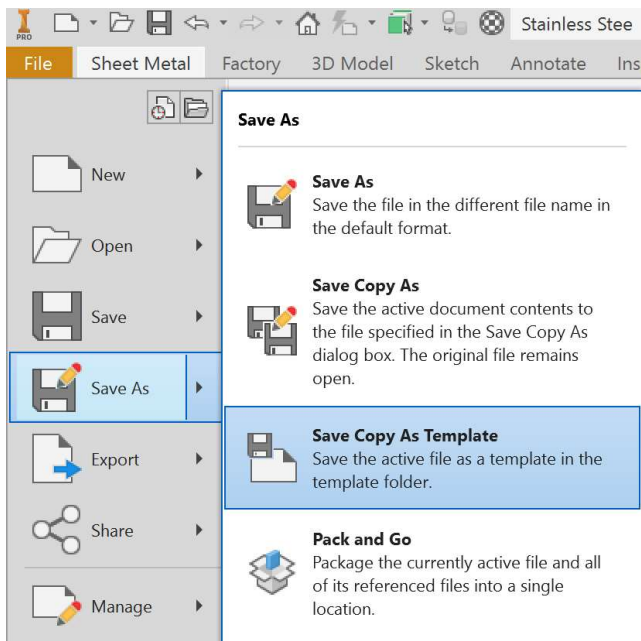 I
PRO
Stainless Stee
File
Sheet Metal
Factory
3D Model
Sketch
Annotate
Ins
New
Open
Save
Save As
Export
Share
Manage
Save As
Save As
Save the file in the different file name in
the default format.
Save Copy As
Save the active document contents to
the file specified in the Save Copy As
dialog box. The original file remains
open.
Save Copy As Template
Save the active file as a template in the
template folder.
Pack and Go
Package the currently active file and all
of its referenced files into a single
location.